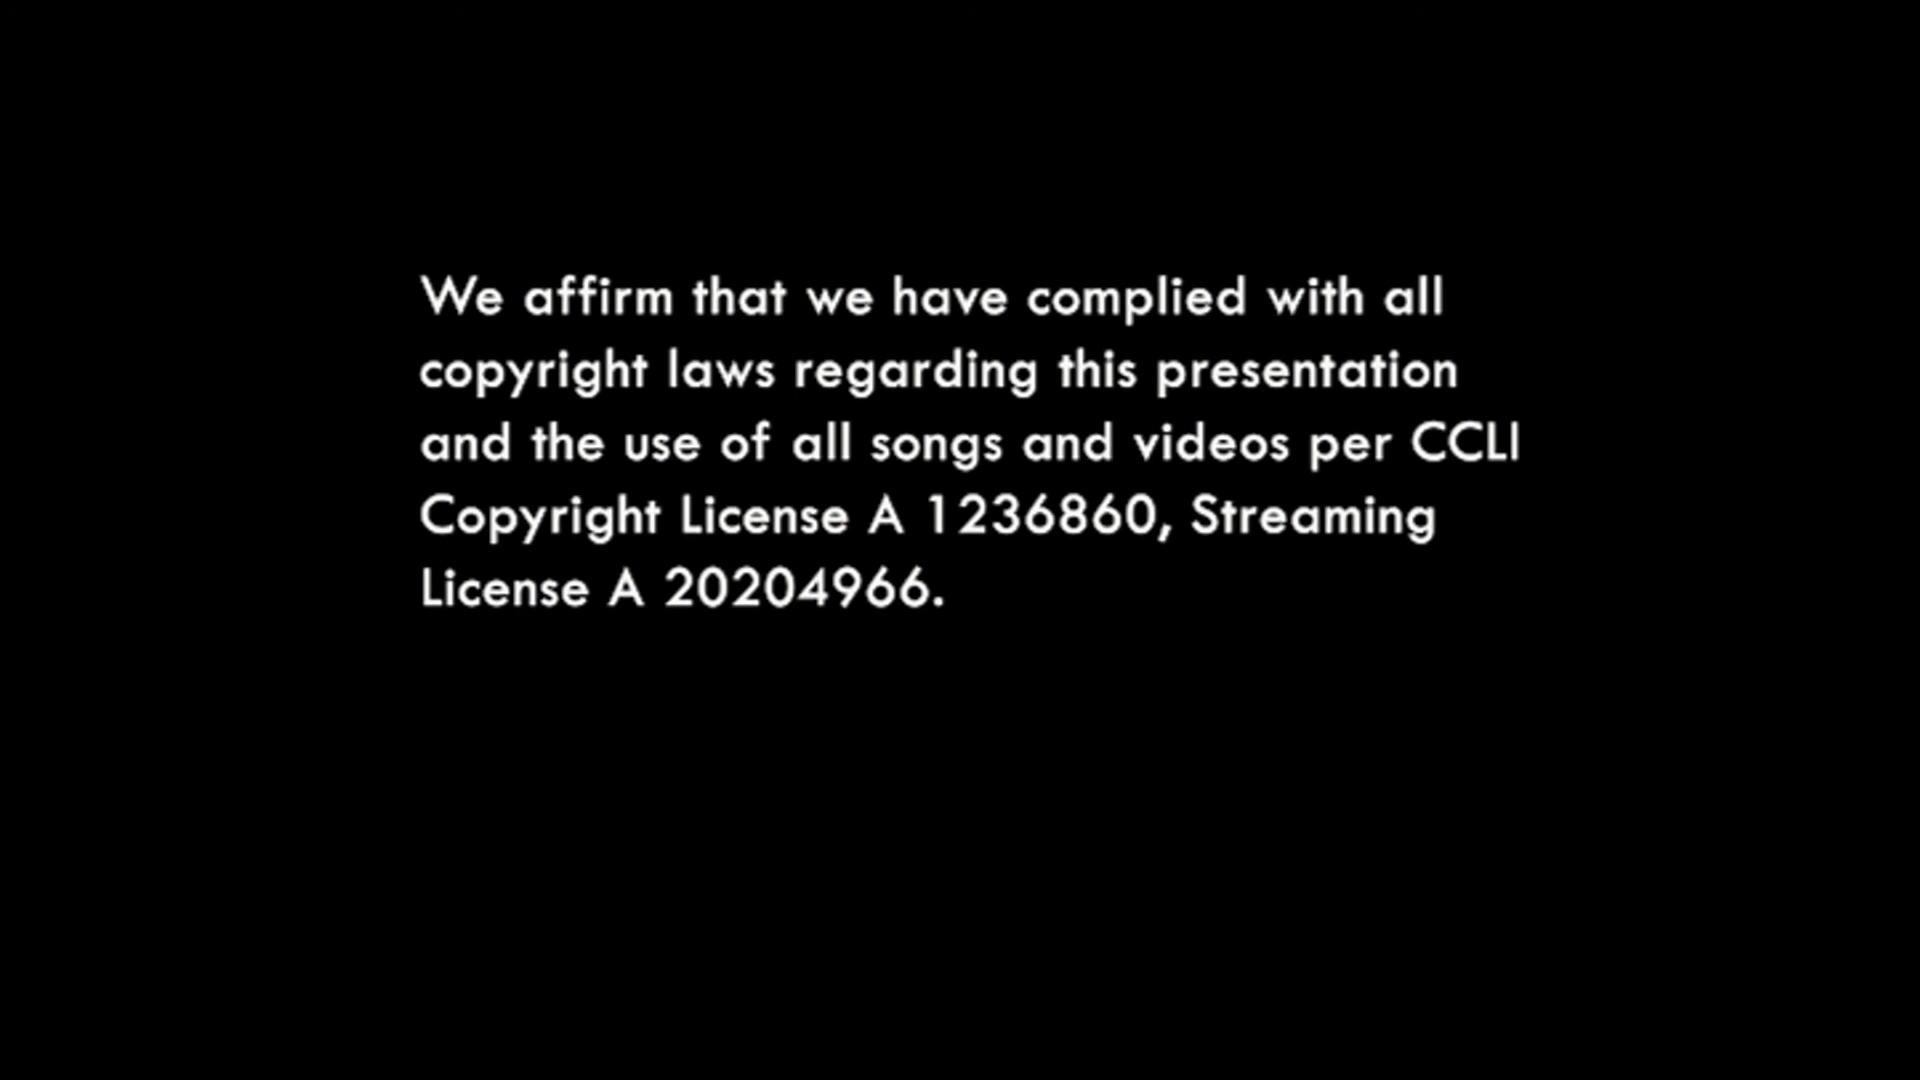 We affirm that we have complied with all
copyright laws regarding this presentation
and the use of all songs and videos per CCLI
Copyright License A 1236860, Streaming
License A 20204966.